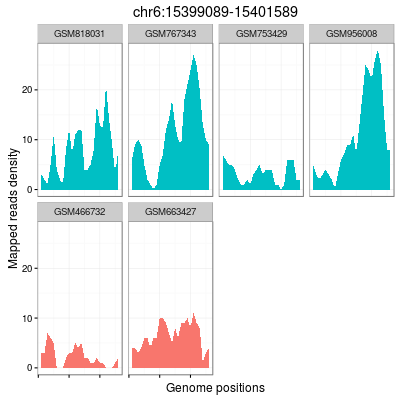 chr6:15399089-15401589
GSM818031 GSM767343 GSM753429 GSM956008
20
10
0
GSM466732 GSM663427
20
10
0
Mapped reads density
Genome positions